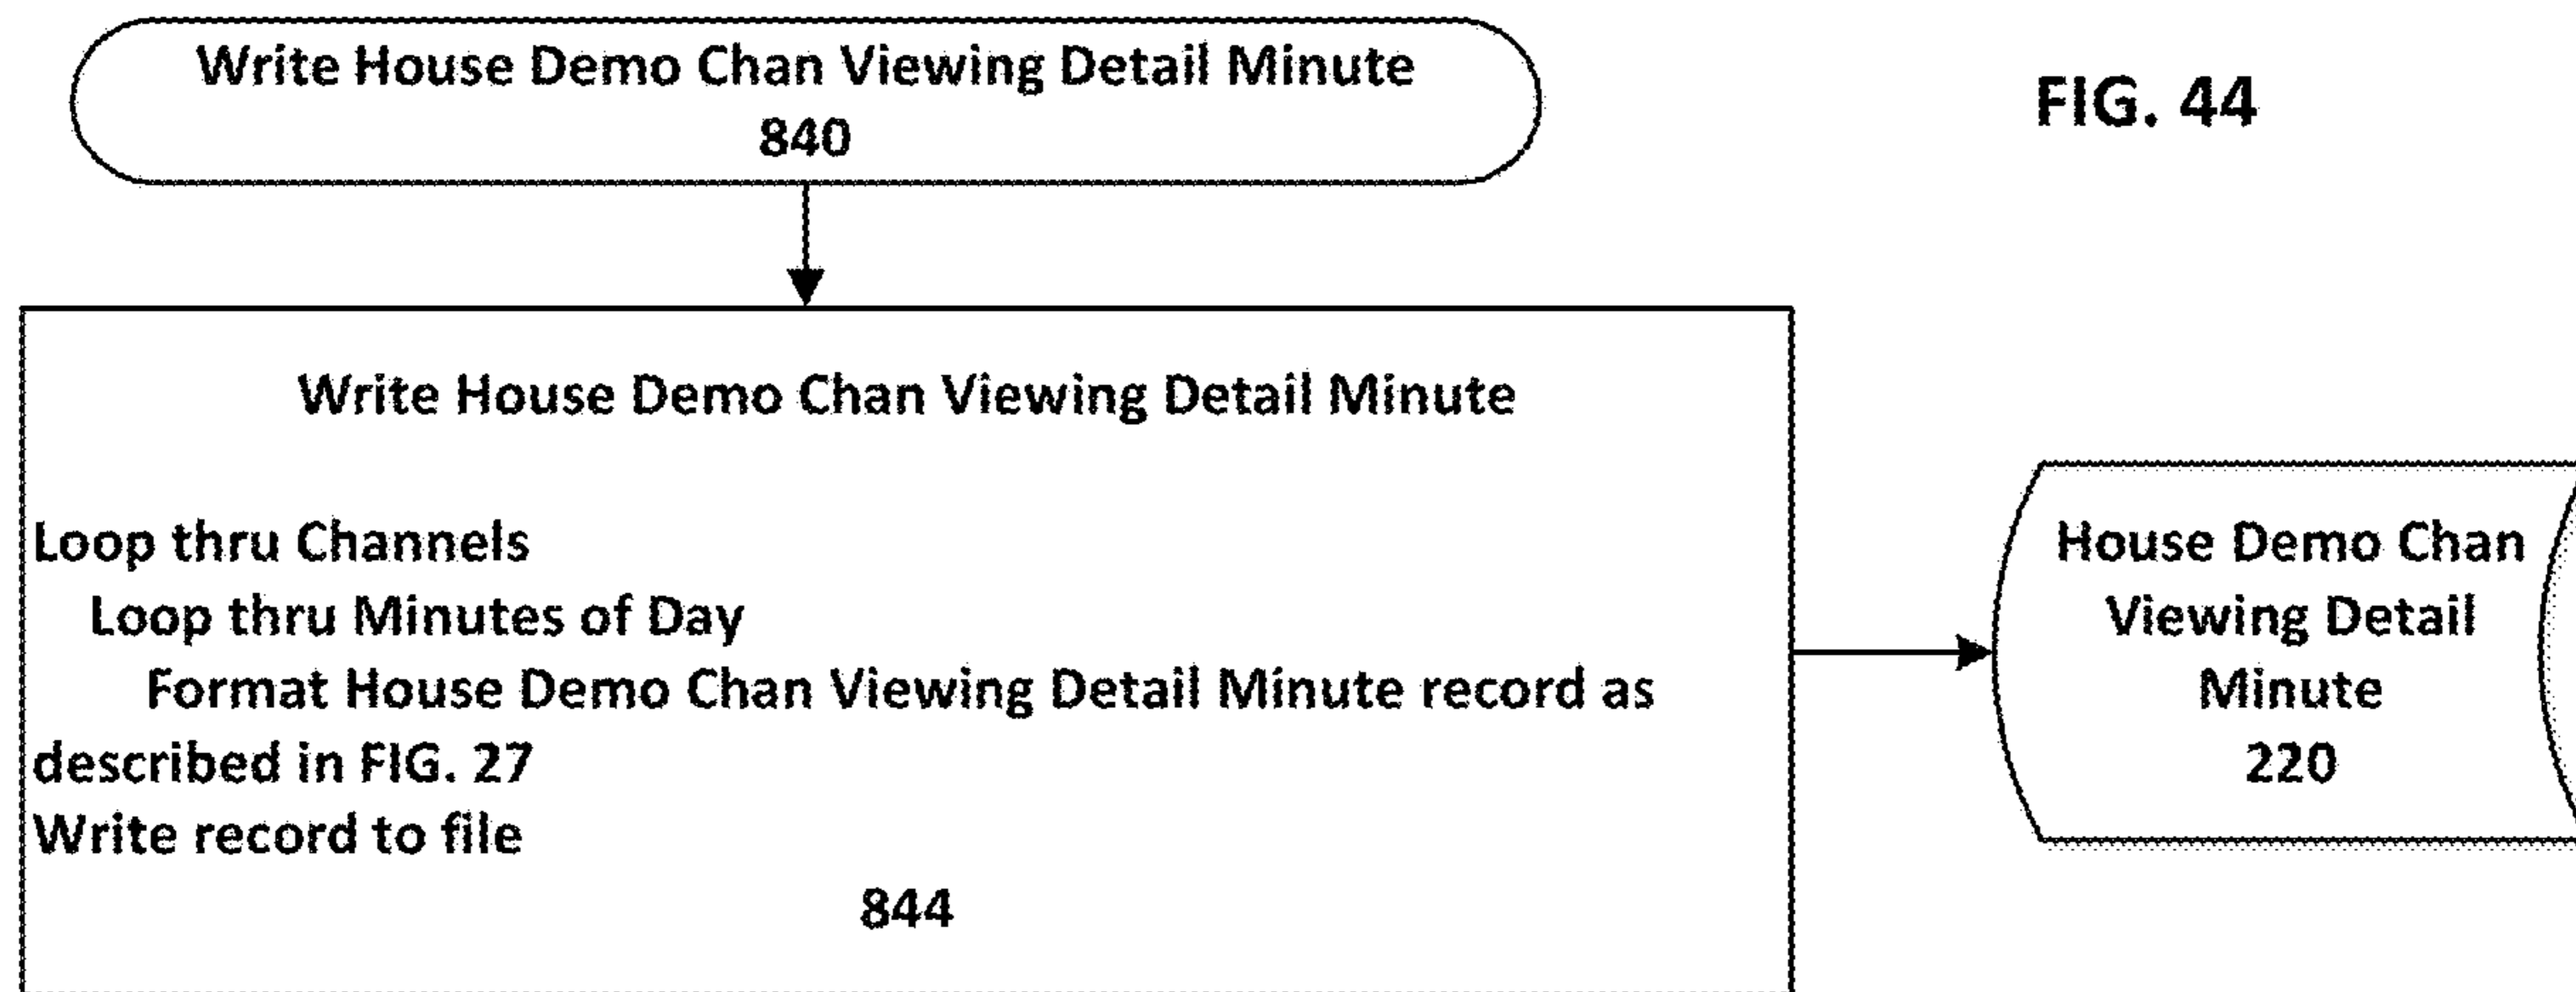 Write House Demo Chan Viewing Detail Minute
840
FIG. 44
Write House Demo Chan Viewing Detail Minute
Loop thru Channels
Loop thru Minutes of Day
Format House Demo Chan Viewing Detail Minute record as
described in FIG. 27
Write record to file
844
House Demo Chan
Viewing Detail
Minute
220